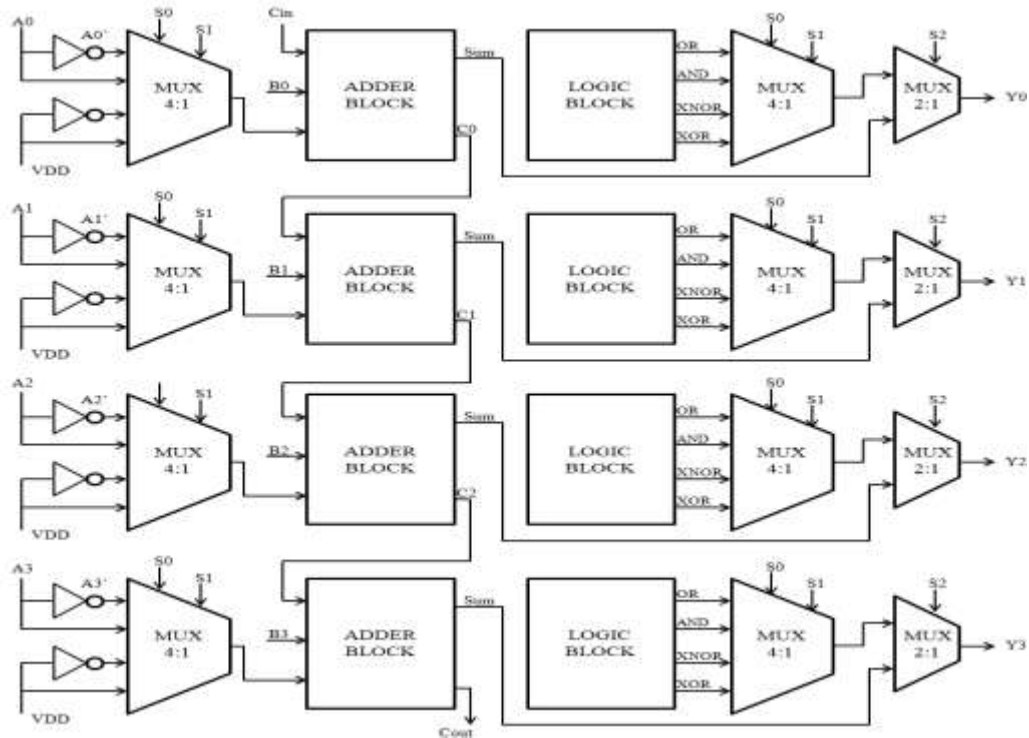 A0
A0'
S0
S1
Cin
MUX
4:1
B0
ADDER
BLOCK
Sum
C0
LOGIC
BLOCK
OR
AND
XNOR
XOR
S0
S1
MUX
4:1
S2
MUX
2:1
Y0
VDD
A1
A1'
S0
S1
MUX
4:1
B1
ADDER
BLOCK
Sum
C1
LOGIC
BLOCK
OR
AND
XNOR
XOR
S0
S1
MUX
4:1
S2
MUX
2:1
Y1
VDD
A2
A2'
S1
MUX
4:1
B2
ADDER
BLOCK
Sum
C2
LOGIC
BLOCK
OR
AND
XNOR
XOR
S0
S1
MUX
4:1
S2
MUX
2:1
Y2
VDD
A3
A3'
S0
S1
MUX
4:1
B3
ADDER
BLOCK
Sum
LOGIC
BLOCK
OR
AND
XNOR
XOR
S0
S1
MUX
4:1
S2
MUX
2:1
Y3
VDD
Cout